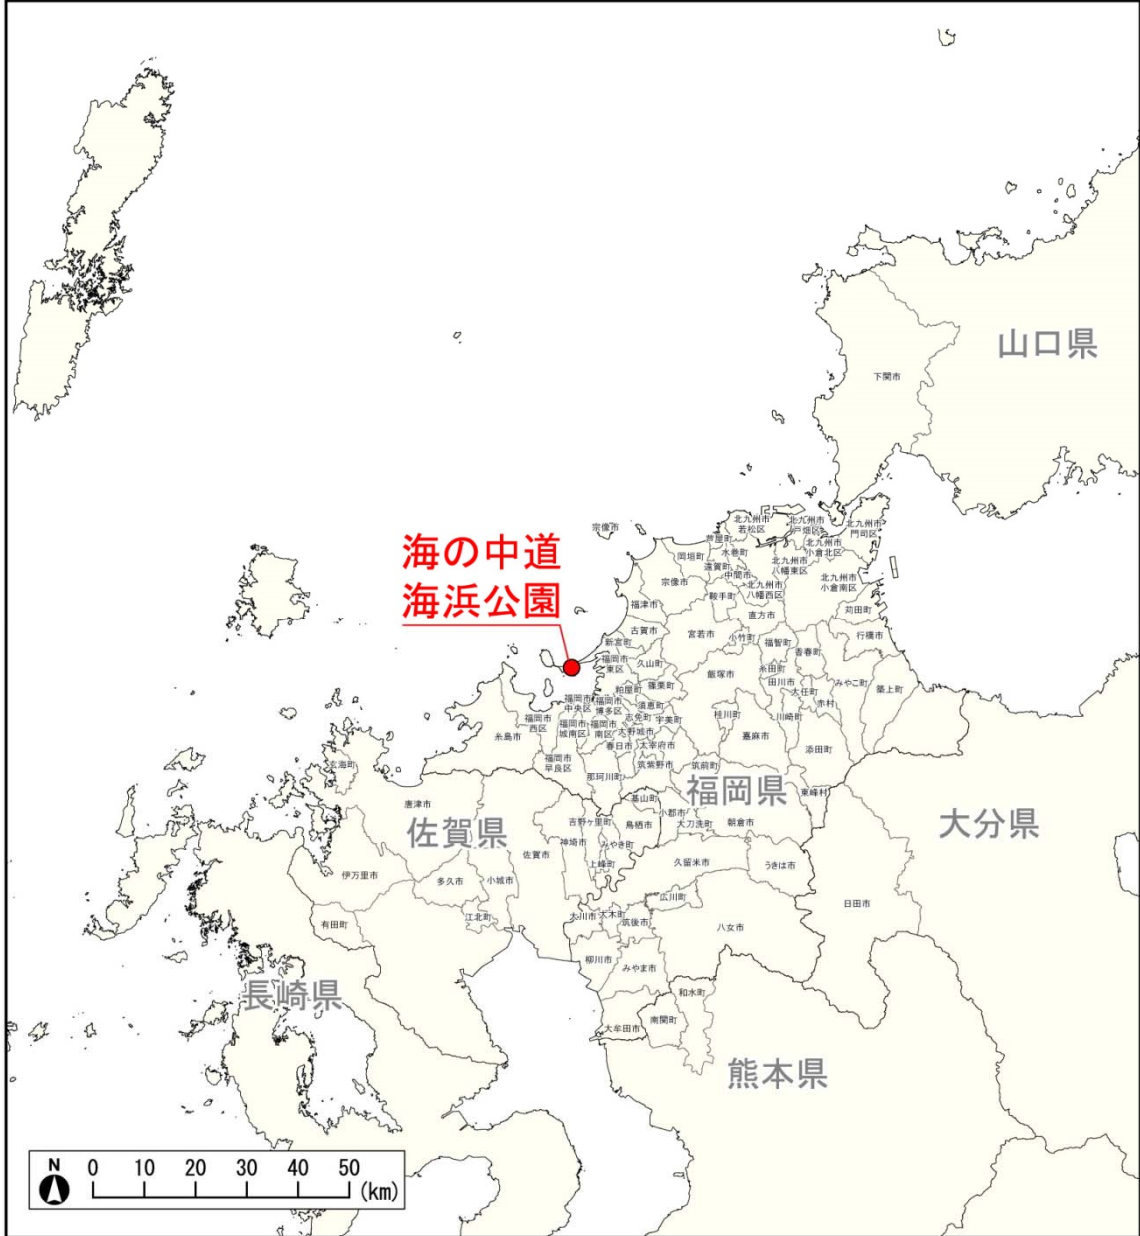 山口県
下関市
海の中道
海浜公園
宗像市
北九州市
若松区
北九州市
戸畑区
北九州市
門司区
北九州市
小倉北区
芦屋町
水巻町
岡垣町
遠賀町
中間市
北九州市
八幡東区
北九州市
八幡西区
北九州市
小倉南区
宗像市
鞍手町
福津市
直方市
苅田町
古賀市
宮若市
小竹町
福智町
行橋市
新宮町
香春町
福岡市
東区
久山町
飯塚市
糸田町
田川市
みやこ町
築上町
篠栗町
粕屋町
大任町
赤村
福岡市
中央区
福岡市
博多区
須恵町
志免町
宇美町
桂川町
川崎町
福岡市
西区
福岡市
城南区
福岡市
南区
大野城市
嘉麻市
糸島市
春日市
太宰府市
添田町
福岡市
早良区
筑紫野市
筑前町
玄海町
那珂川町
福岡県
東峰村
基山町
唐津市
佐賀県
吉野ヶ里町
鳥栖市
小郡市
大刀洗町
朝倉市
大分県
神埼市
みやき町
佐賀市
上峰町
久留米市
うきは市
伊万里市
多久市
小城市
広川町
日田市
有田町
江北町
大川市
大木町
筑後市
八女市
柳川市
みやま市
長崎県
和水町
南関町
大牟田市
熊本県
N
0 10 20 30 40 50
(km)